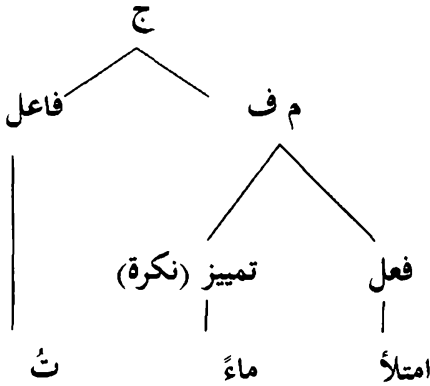 ج
م ف فاعل
فعل تمييز (نكرة)
امتلأ ماءً تُ